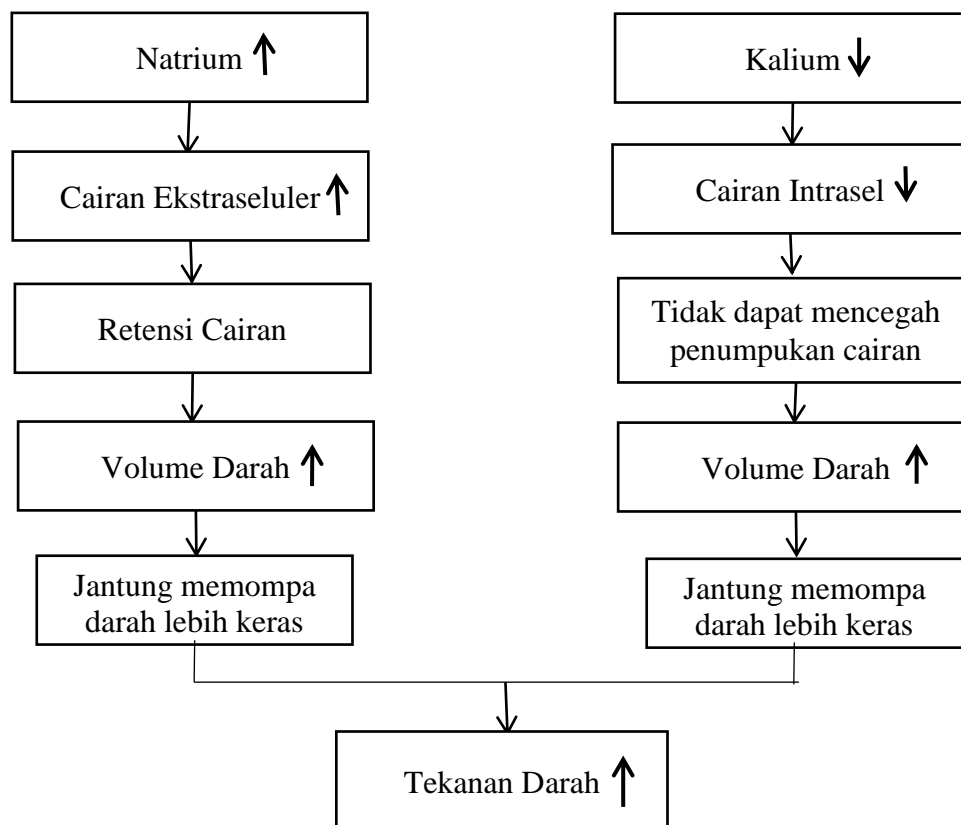 Natrium
Kalium
Cairan Ekstraseluler
Cairan Intrasel
Retensi Cairan
Tidak dapat mencegah
penumpukan cairan
Volume Darah
Volume Darah
Jantung memompa
darah lebih keras
Jantung memompa
darah lebih keras
Tekanan Darah